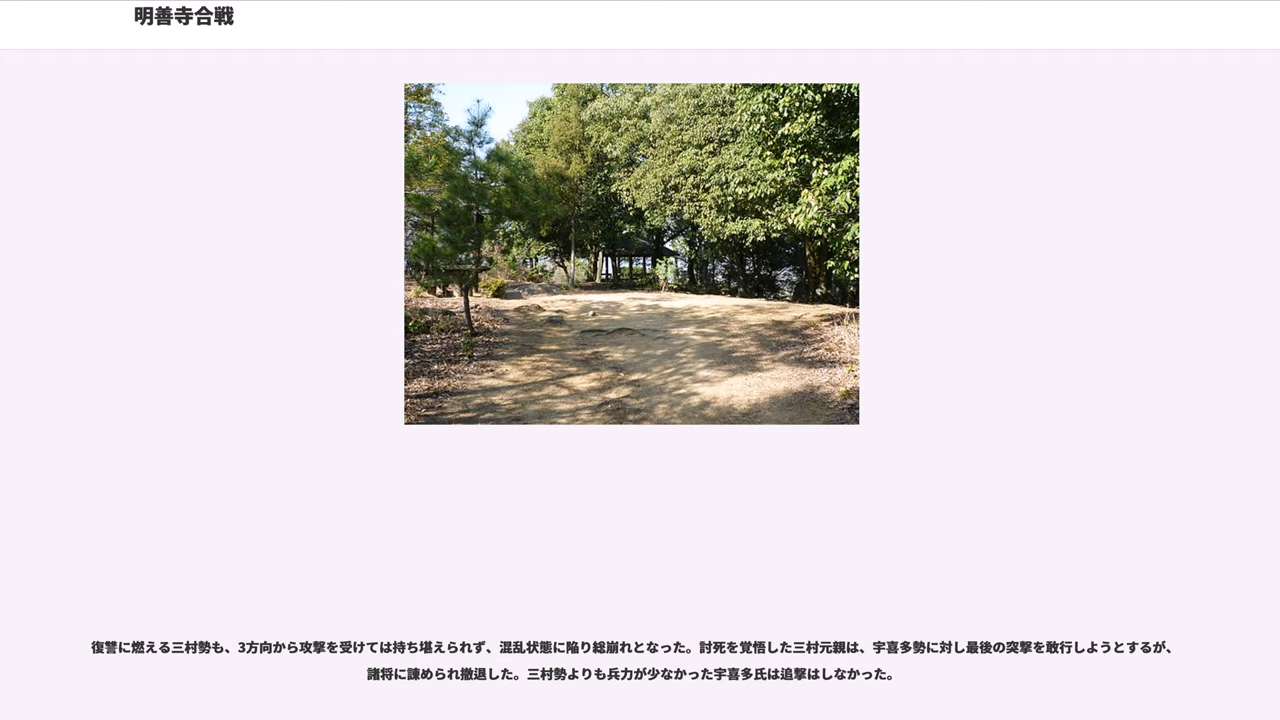 明善寺合戦
復讐に燃える三村勢も、3方向から攻撃を受けては持ち堪えられず、混乱状態に陥り総崩れとなった。討死を覚悟した三村元親は、宇喜多勢に対し最後の突撃を敢行しようとするが、
諸将に諫められ撤退した。三村勢よりも兵力が少なかった宇喜多氏は追撃はしなかった。